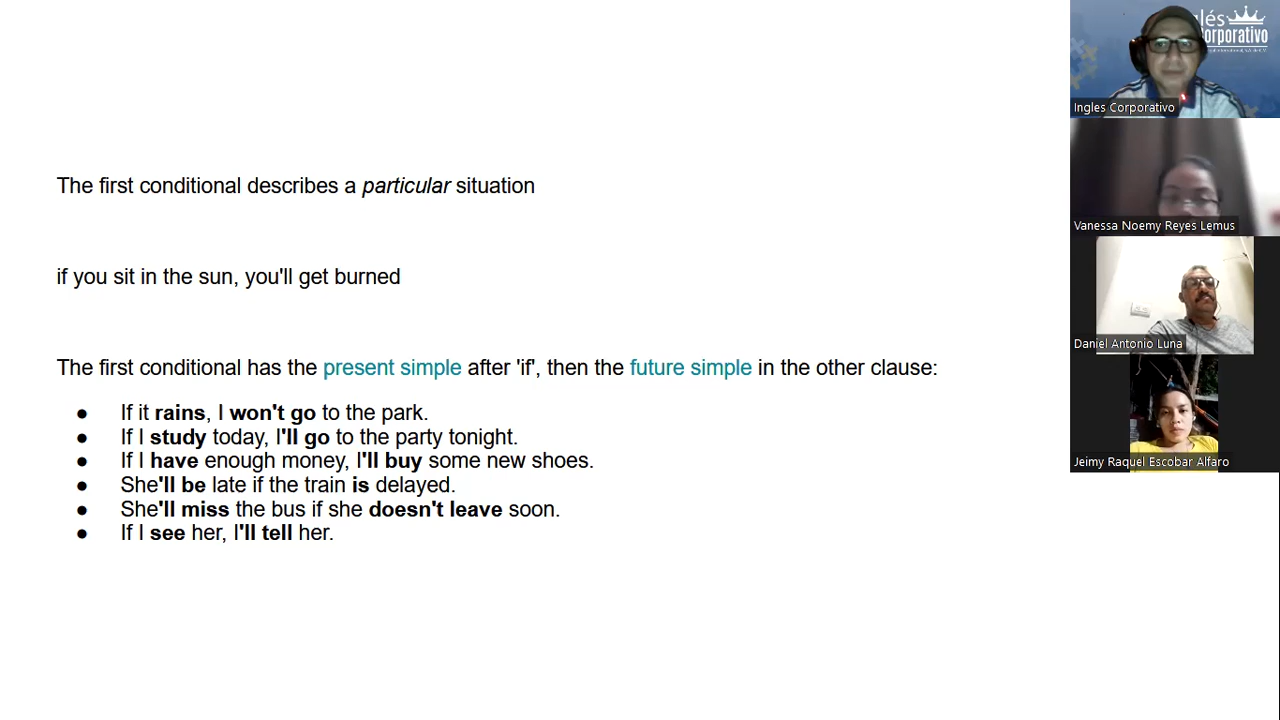 The first conditional describes a particular situation
if you sit in the sun, you'll get burned
The first conditional has the present simple after 'if', then the future simple in the other clause:
● If it rains, I won't go to the park.
● If I study today, I'll go to the party tonight.
● If I have enough money, I'll buy some new shoes.
● She'll be late if the train is delayed.
● She'll miss the bus if she doesn't leave soon.
● If I see her, I'll tell her.
Ingles Corporativo
Vanessa Noemy Reyes Lemus
Daniel Antonio Luna
Jeimy Raquel Escobar Alfaro